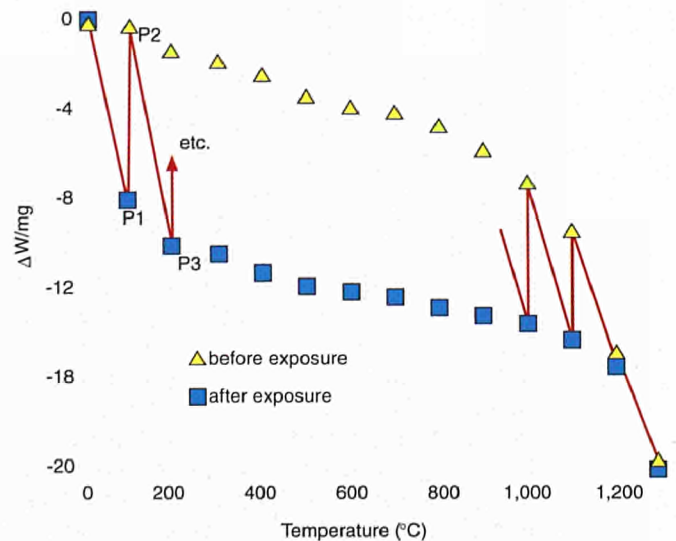 -0
P2
-4
etc.
-8
P1
P3
ΔW/mg
-12
before exposure
-18
after exposure
-20
0 200 400 600 800 1,000 1,200
Temperature (°C)